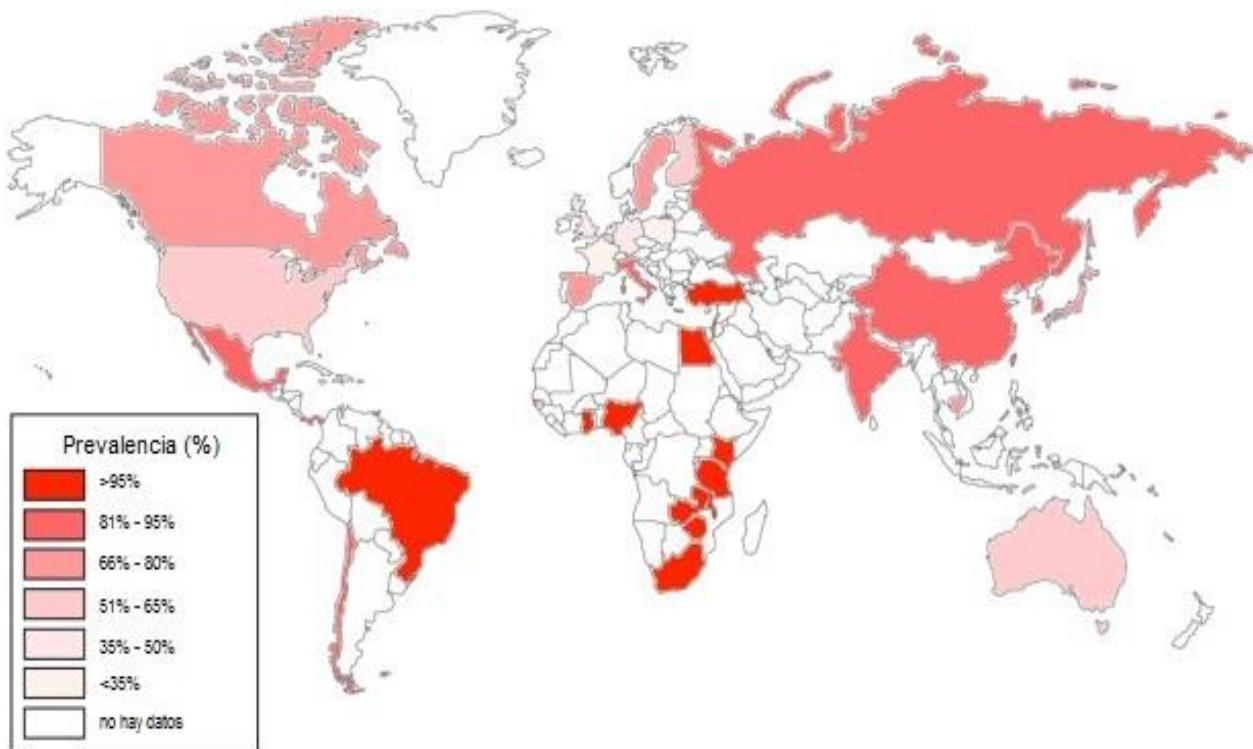 Prevalencia (%)
>95%
81% - 95%
66% - 80%
51% - 65%
35% - 50%
<35%
no hay datos